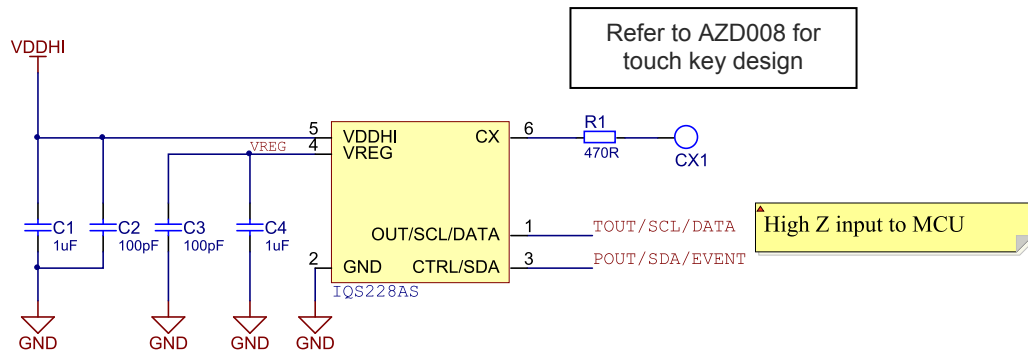 Refer to AZD008 for
touch key design
VDDHI
5
VDDHI
CX
6
R1
470R
CX1
VREG
4
VREG
C1
1uF
C2
100pF
C3
100pF
C4
1uF
OUT/SCL/DATA
1
TOUT/SCL/DATA
High Z input to MCU
2
GND
CTRL/SDA
3
POUT/SDA/EVENT
IQS228AS
GND
GND
GND
GND